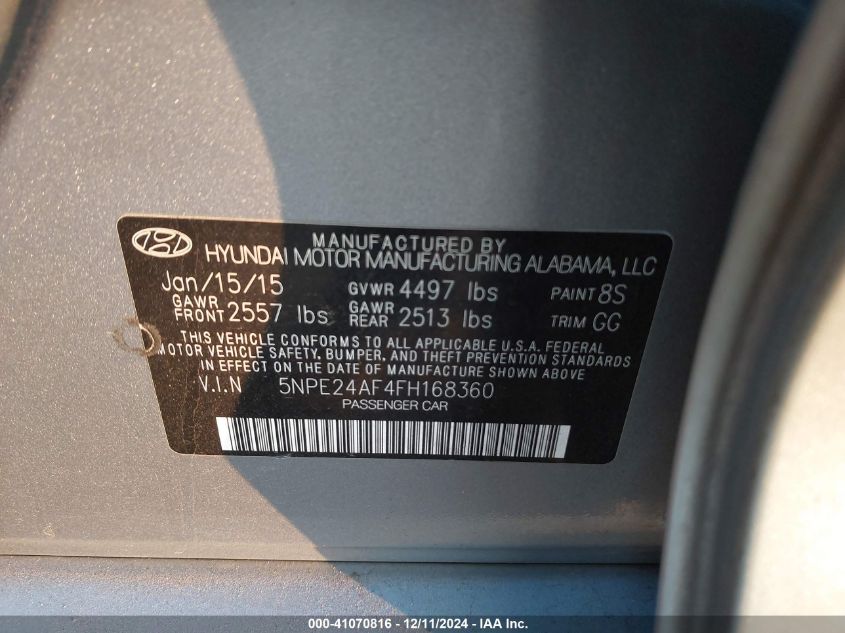 MANUFACTURED BY
HYUNDAI MOTOR MANUFACTURING ALABAMA, LLC
Jan/15/15 GVWR 4497 lbs PAINT 8S
GAWR FRONT 2557 lbs GAWR REAR 2513 lbs TRIM GG
THIS VEHICLE CONFORMS TO ALL APPLICABLE U.S.A. FEDERAL
MOTOR VEHICLE SAFETY, BUMPER, AND THEFT PREVENTION STANDARDS
IN EFFECT ON THE DATE OF MANUFACTURE SHOWN ABOVE.
V.I.N 5NPE24AF4FH168360
PASSENGER CAR
000-41070816 - 12/11/2024 - IAA Inc.